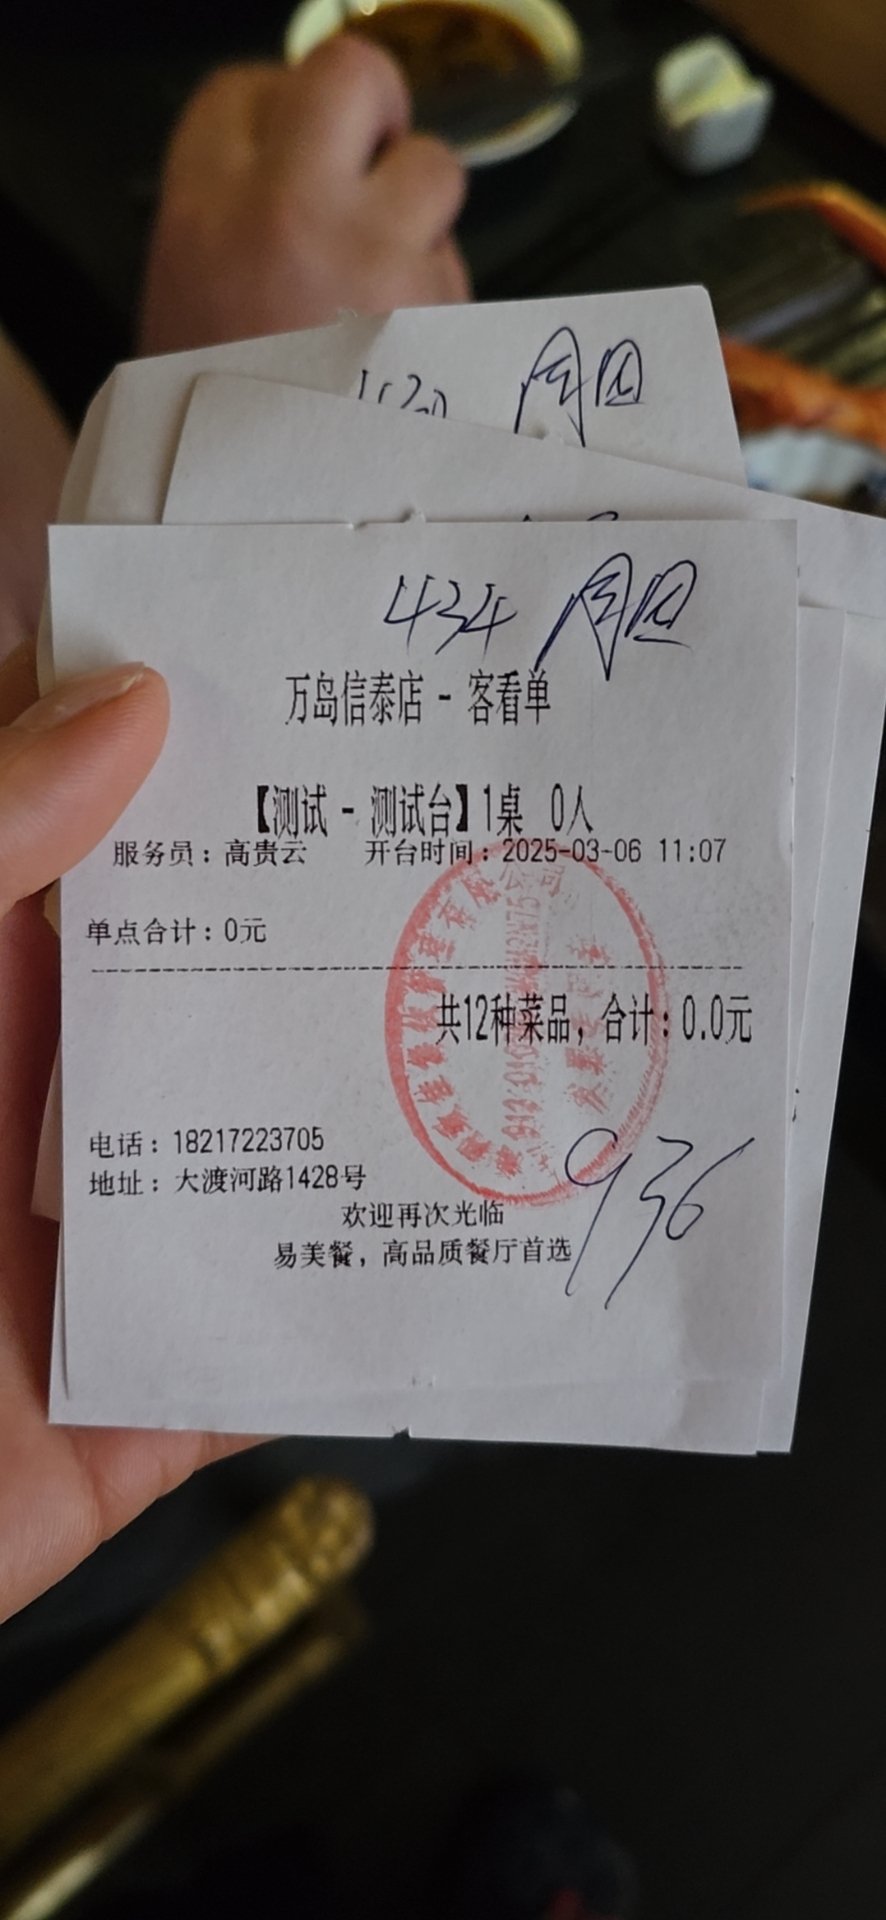 434
万岛信泰店 - 客看单
【测试 - 测试台】1桌 0人
服务员：高贵云 开台时间：2025-03-06 11:07
单点合计：0元
共12种菜品，合计：0.0元
电话：18217223705
地址：大渡河路1428号
936
欢迎再次光临
易美餐，高品质餐厅首选